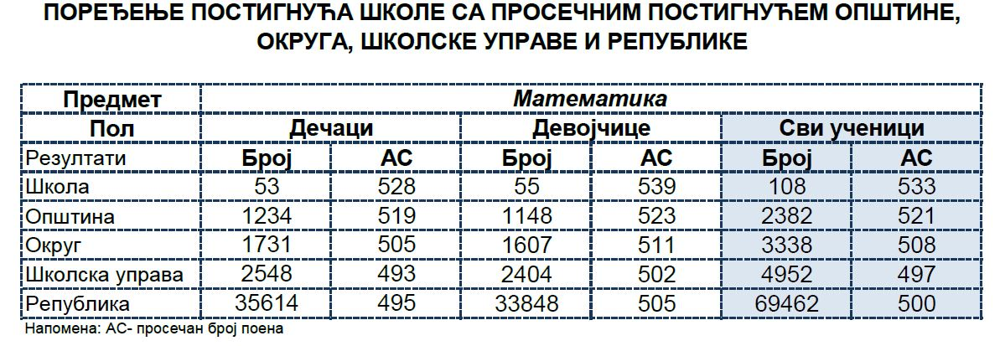 ПОРЕЂЕЊЕ ПОСТИГНУЋА ШКОЛЕ СА ПРОСЕЧНИМ ПОСТИГНУЋЕМ ОПШТИНЕ,
ОКРУГА, ШКОЛСКЕ УПРАВЕ И РЕПУБЛИКЕ
Предмет Математика
Пол Дечаци Девојчице Сви ученици
Резултати Број АС Број АС Број АС
Школа 53 528 55 539 108 533
Општина 1234 519 1148 523 2382 521
Округ 1731 505 1607 511 3338 508
Школска управа 2548 493 2404 502 4952 497
Република 35614 495 33848 505 69462 500
Напомена: АС- просечан број поена